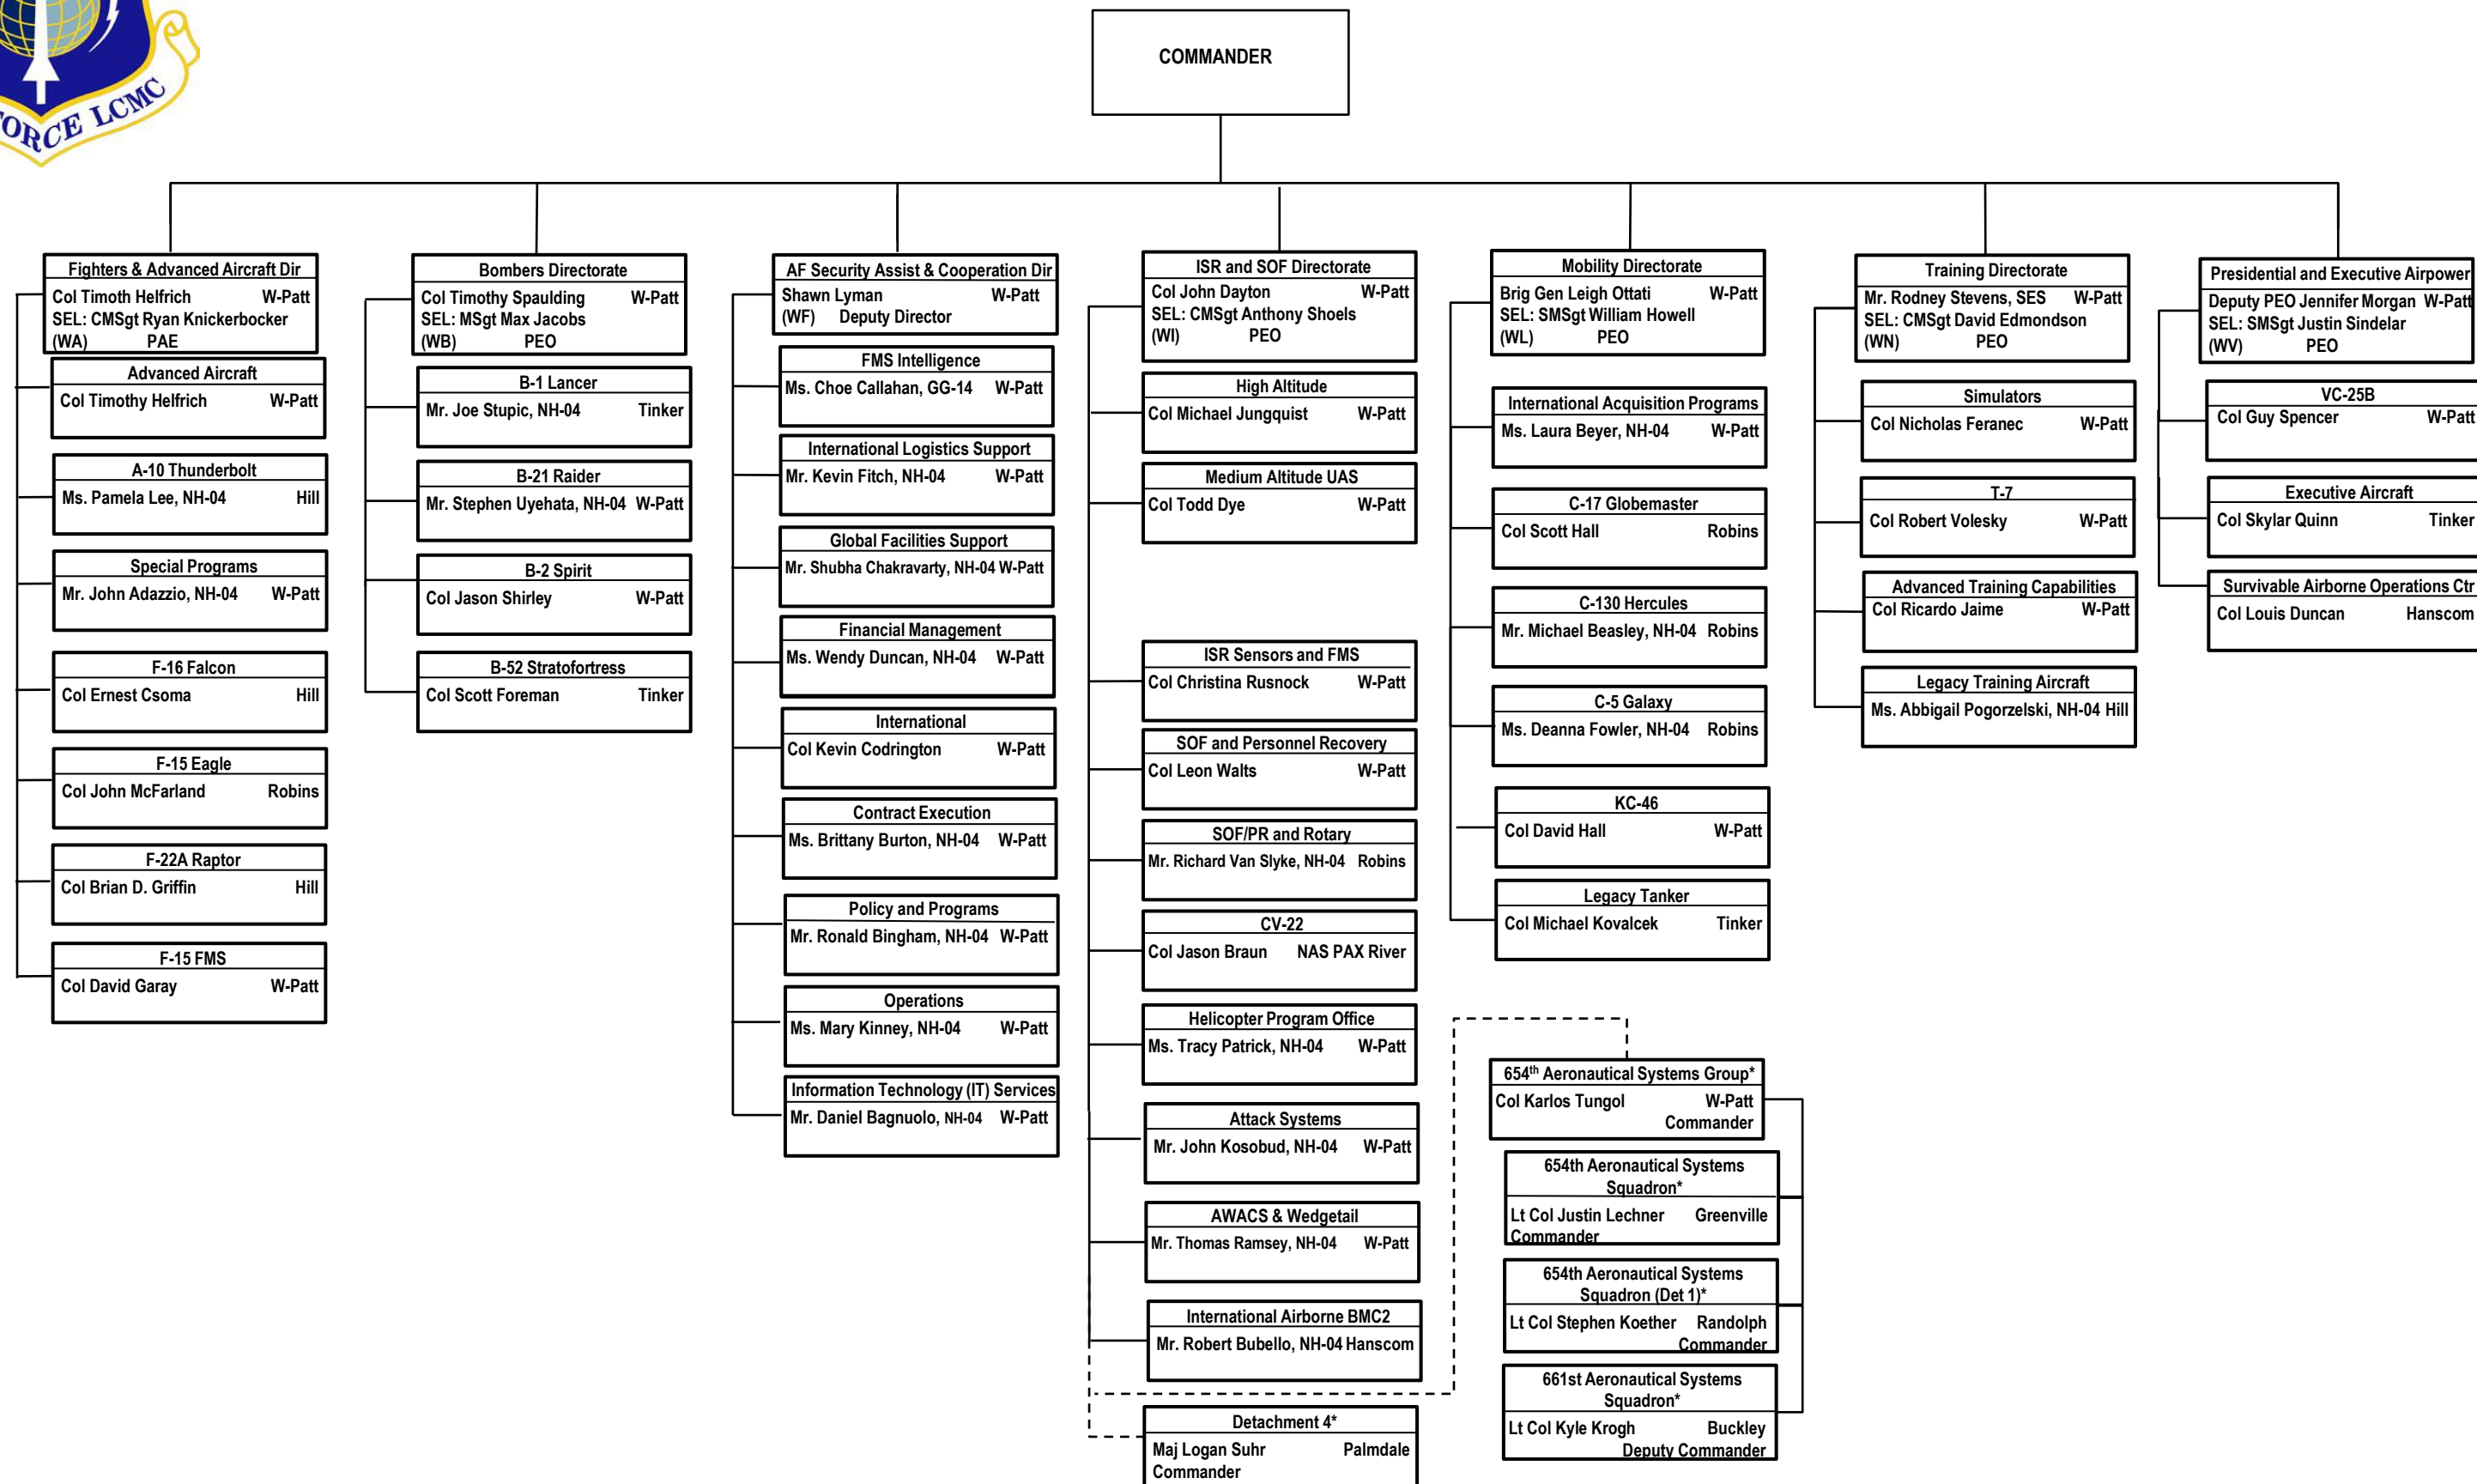 ORCE LCMC
COMMANDER
Fighters & Advanced Aircraft Dir
Col Timoth Helfrich W-Patt
SEL: CMSgt Ryan Knickerbocker
(WA) PAE
Advanced Aircraft
Col Timothy Helfrich W-Patt
A-10 Thunderbolt
Ms. Pamela Lee, NH-04 Hill
Special Programs
Mr. John Adazzio, NH-04 W-Patt
F-16 Falcon
Col Ernest Csoma Hill
F-15 Eagle
Col John McFarland Robins
F-22A Raptor
Col Brian D. Griffin Hill
F-15 FMS
Col David Garay W-Patt
Bombers Directorate
Col Timothy Spaulding W-Patt
SEL: MSgt Max Jacobs
(WB) PEO
B-1 Lancer
Mr. Joe Stupic, NH-04 Tinker
B-21 Raider
Mr. Stephen Uyehata, NH-04 W-Patt
B-2 Spirit
Col Jason Shirley W-Patt
B-52 Stratofortress
Col Scott Foreman Tinker
AF Security Assist & Cooperation Dir
Shawn Lyman W-Patt
(WF) Deputy Director
FMS Intelligence
Ms. Choe Callahan, GG-14 W-Patt
International Logistics Support
Mr. Kevin Fitch, NH-04 W-Patt
Global Facilities Support
Mr. Shubha Chakravarty, NH-04 W-Patt
Financial Management
Ms. Wendy Duncan, NH-04 W-Patt
International
Col Kevin Codrington W-Patt
Contract Execution
Ms. Brittany Burton, NH-04 W-Patt
Policy and Programs
Mr. Ronald Bingham, NH-04 W-Patt
Operations
Ms. Mary Kinney, NH-04 W-Patt
Information Technology (IT) Services
Mr. Daniel Bagnuolo, NH-04 W-Patt
ISR and SOF Directorate
Col John Dayton W-Patt
SEL: CMSgt Anthony Shoels
(WI) PEO
High Altitude
Col Michael Jungquist W-Patt
Medium Altitude UAS
Col Todd Dye W-Patt
ISR Sensors and FMS
Col Christina Rusnock W-Patt
SOF and Personnel Recovery
Col Leon Walts W-Patt
SOF/PR and Rotary
Mr. Richard Van Slyke, NH-04 Robins
CV-22
Col Jason Braun NAS PAX River
Helicopter Program Office
Ms. Tracy Patrick, NH-04 W-Patt
Attack Systems
Mr. John Kosobud, NH-04 W-Patt
AWACS & Wedgetail
Mr. Thomas Ramsey, NH-04 W-Patt
International Airborne BMC2
Mr. Robert Bubello, NH-04 Hanscom
Detachment 4*
Maj Logan Suhr Palmdale
Commander
Mobility Directorate
Brig Gen Leigh Ottati W-Patt
SEL: SMSgt William Howell
(WL) PEO
International Acquisition Programs
Ms. Laura Beyer, NH-04 W-Patt
C-17 Globemaster
Col Scott Hall Robins
C-130 Hercules
Mr. Michael Beasley, NH-04 Robins
C-5 Galaxy
Ms. Deanna Fowler, NH-04 Robins
KC-46
Col David Hall W-Patt
Legacy Tanker
Col Michael Kovalcek Tinker
654th Aeronautical Systems Group*
Col Karlos Tungol W-Patt
Commander
654th Aeronautical Systems
Squadron*
Lt Col Justin Lechner Greenville
Commander
654th Aeronautical Systems
Squadron (Det 1)*
Lt Col Stephen Koether Randolph
Commander
661st Aeronautical Systems
Squadron*
Lt Col Kyle Krogh Buckley
Deputy Commander
Training Directorate
Mr. Rodney Stevens, SES W-Patt
SEL: CMSgt David Edmondson
(WN) PEO
Simulators
Col Nicholas Feranec W-Patt
T-7
Col Robert Volesky W-Patt
Advanced Training Capabilities
Col Ricardo Jaime W-Patt
Legacy Training Aircraft
Ms. Abbigail Pogorzelski, NH-04 Hill
Presidential and Executive Airpower
Deputy PEO Jennifer Morgan W-Patt
SEL: SMSgt Justin Sindelar
(WV) PEO
VC-25B
Col Guy Spencer W-Patt
Executive Aircraft
Col Skylar Quinn Tinker
Survivable Airborne Operations Ctr
Col Louis Duncan Hanscom